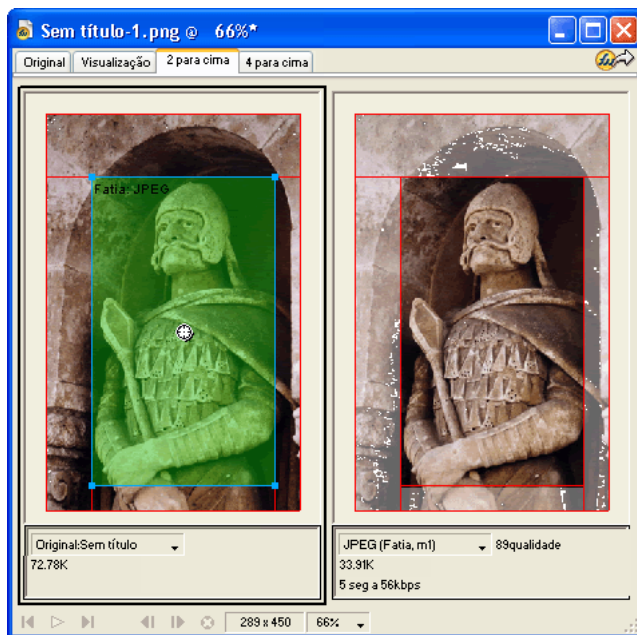 Sem título-1.png @ 66%*
Original Visualização 2 para cima 4 para cima
Fatia: JPEG
Original:Sem título
72.78K
JPEG (Fatia, m1) 89qualidade
33.91K
5 seg a 56kbps
289 x 450 66%